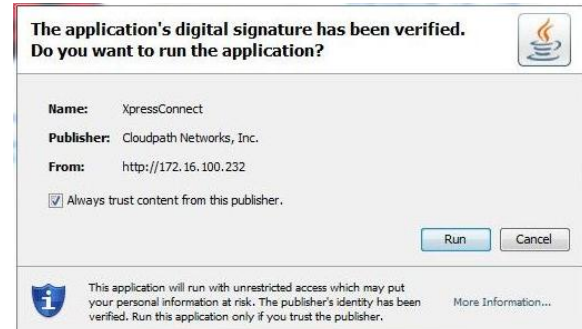 The application's digital signature has been verified.
Do you want to run the application?
Name: XpressConnect
Publisher: Cloudpath Networks, Inc.
From: http://172.16.100.232
Always trust content from this publisher.
Run Cancel
This application will run with unrestricted access which may put
your personal information at risk. The publisher's identity has been
verified. Run this application only if you trust the publisher.
More Information...